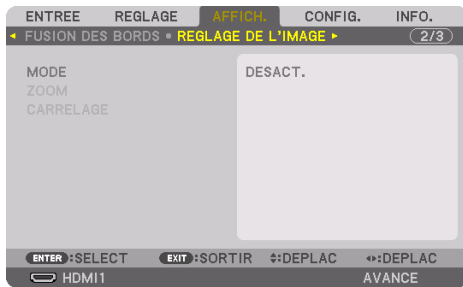 ENTREE REGLAGE AFFICH. CONFIG. INFO.
◂ FUSION DES BORDS • REGLAGE DE L'IMAGE ▸ 2/3
MODE DESACT.
ZOOM
CARRELAGE
ENTER :SELECT EXIT :SORTIR ⬍:DEPLAC ◂▸:DEPLAC
HDMI1 AVANCE